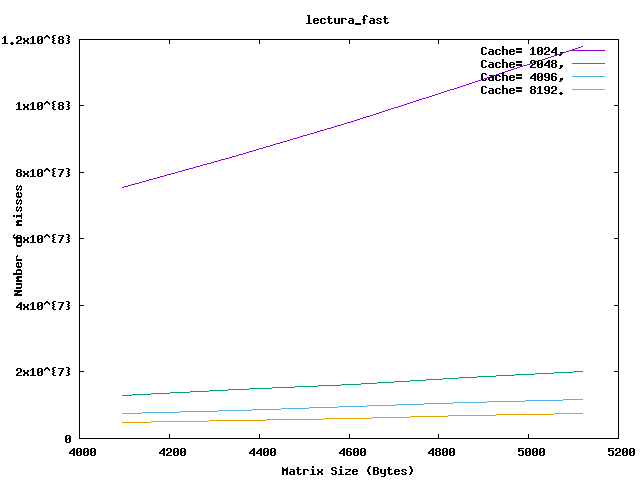 lectura_fast
1.2x10^{8}
1x10^{8}
8x10^{7}
6x10^{7}
4x10^{7}
2x10^{7}
0
Number of misses
Cache= 1024,
Cache= 2048,
Cache= 4096,
Cache= 8192.
4000 4200 4400 4600 4800 5000 5200
Matrix Size (Bytes)